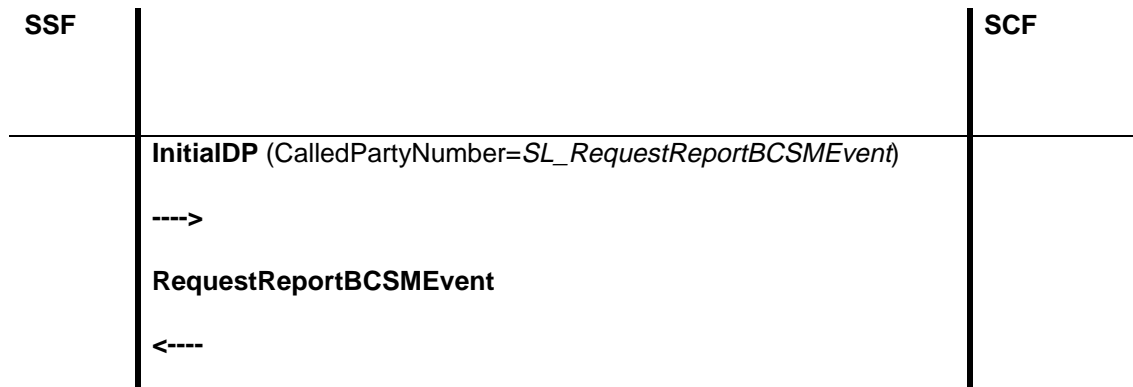 SSF
SCF
InitialDP (CalledPartyNumber=SL_RequestReportBCSMEvent)
---->
RequestReportBCSMEvent
<----